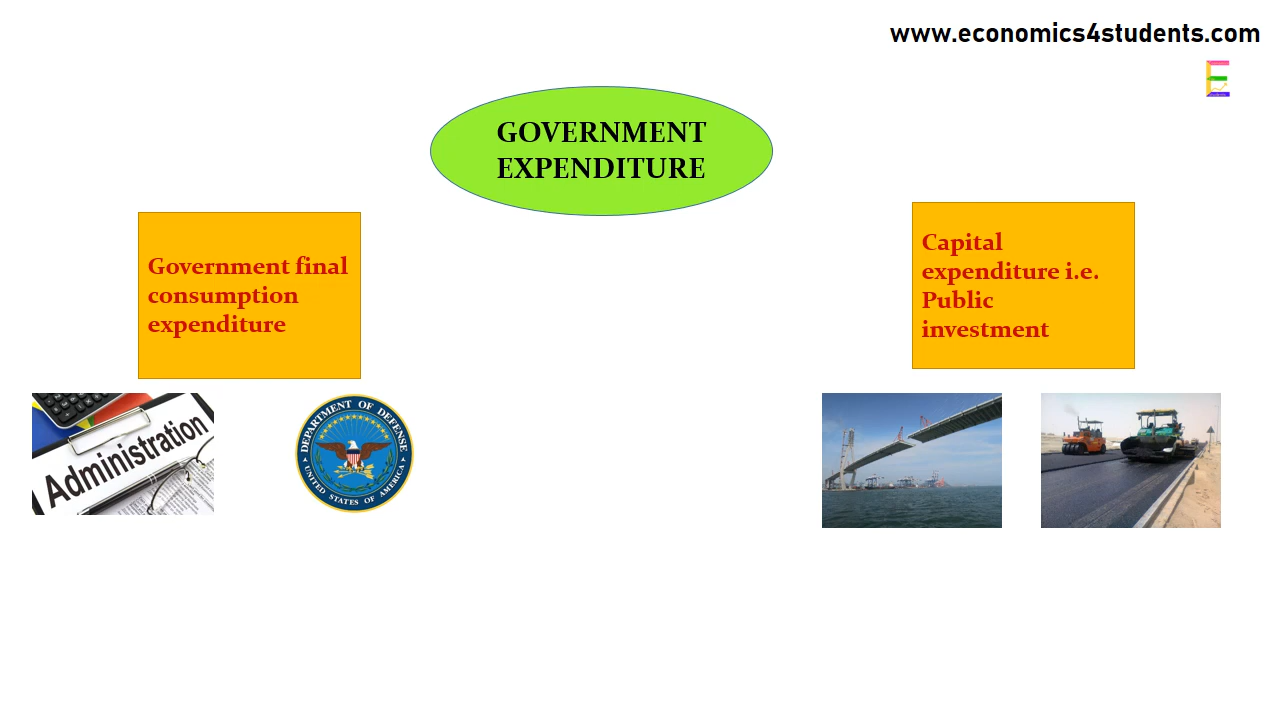 www.economics4students.com
E
GOVERNMENT
EXPENDITURE
Government final
consumption
expenditure
Capital
expenditure i.e.
Public
investment
Administration
DEPARTMENT OF DEFENSE
UNITED STATES OF AMERICA